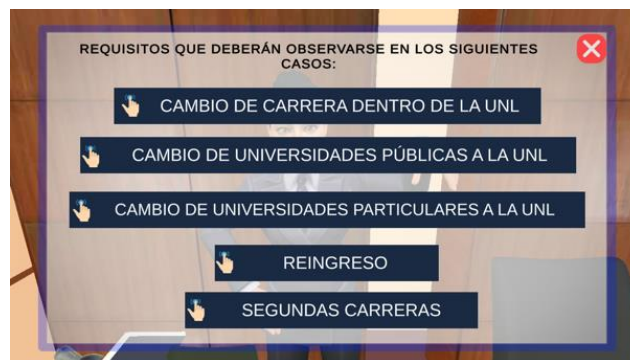 REQUISITOS QUE DEBERÁN OBSERVARSE EN LOS SIGUIENTES
CASOS:
CAMBIO DE CARRERA DENTRO DE LA UNL
CAMBIO DE UNIVERSIDADES PÚBLICAS A LA UNL
CAMBIO DE UNIVERSIDADES PARTICULARES A LA UNL
REINGRESO
SEGUNDAS CARRERAS